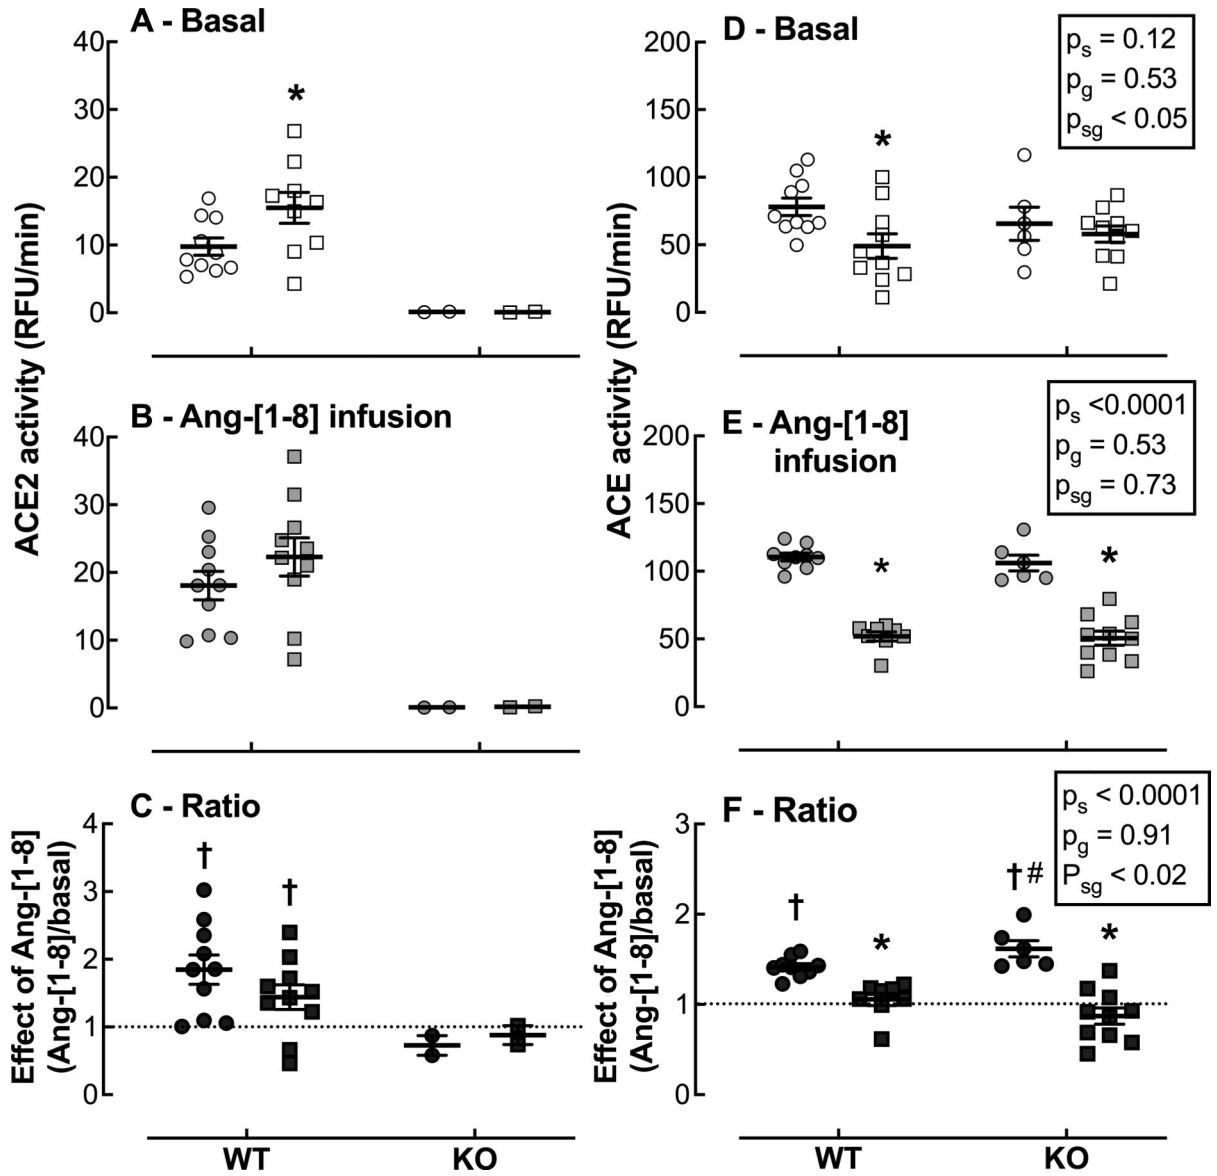 A - Basal
ACE2 activity (RFU/min)
40
30
20
10
0
*
B - Ang-[1-8] infusion
40
30
20
10
0
C - Ratio
Effect of Ang-[1-8]
(Ang-[1-8]/basal)
4
3
2
1
0
†
†
WT
KO
D - Basal
ACE activity (RFU/min)
200
150
100
50
0
*
pₛ = 0.12
p_g = 0.53
p_sg < 0.05
E - Ang-[1-8]
infusion
200
150
100
50
0
*
*
pₛ <0.0001
p_g = 0.53
p_sg = 0.73
F - Ratio
Effect of Ang-[1-8]
(Ang-[1-8]/basal)
3
2
1
0
†
*
†#
*
pₛ < 0.0001
p_g = 0.91
P_sg < 0.02
WT
KO